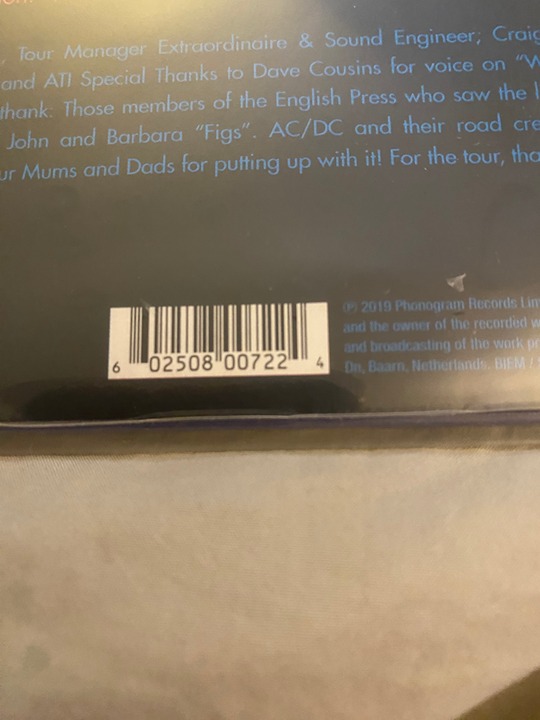 , Tour Manager Extraordinaire & Sound Engineer; Craig
and ATI Special Thanks to Dave Cousins for voice on "W
thank: Those members of the English Press who saw the l
John and Barbara "Figs". AC/DC and their road cre
ur Mums and Dads for putting up with it! For the tour, tha
℗ 2019 Phonogram Records Lim
and the owner of the recorded w
and broadcasting of the work pr
Dn, Baarn, Netherlands. BIEM /
6 02508 00722 4